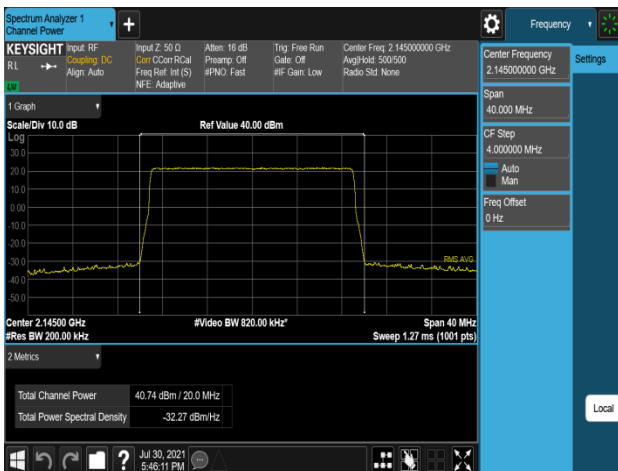 Spectrum Analyzer 1
Channel Power
+
Frequency
KEYSIGHT
RL
LXI
Input: RF
Coupling: DC
Align: Auto
Input Z: 50 Ω
Corr CCorr RCal
Freq Ref: Int (S)
NFE: Adaptive
Atten: 16 dB
Preamp: Off
#PNO: Fast
Trig: Free Run
Gate: Off
#IF Gain: Low
Center Freq: 2.145000000 GHz
Avg|Hold: 500/500
Radio Std: None
Center Frequency
2.145000000 GHz
Settings
Span
40.000 MHz
CF Step
4.000000 MHz
Auto
Man
Freq Offset
0 Hz
1 Graph
Scale/Div 10.0 dB
Ref Value 40.00 dBm
Log
30.0
20.0
10.0
0.00
-10.0
-20.0
-30.0
-40.0
-50.0
RMS AVG
Center 2.14500 GHz
#Video BW 820.00 kHz*
Span 40 MHz
#Res BW 200.00 kHz
Sweep 1.27 ms (1001 pts)
2 Metrics
Total Channel Power 40.74 dBm / 20.0 MHz
Total Power Spectral Density -32.27 dBm/Hz
Local
?
Jul 30, 2021
5:46:11 PM